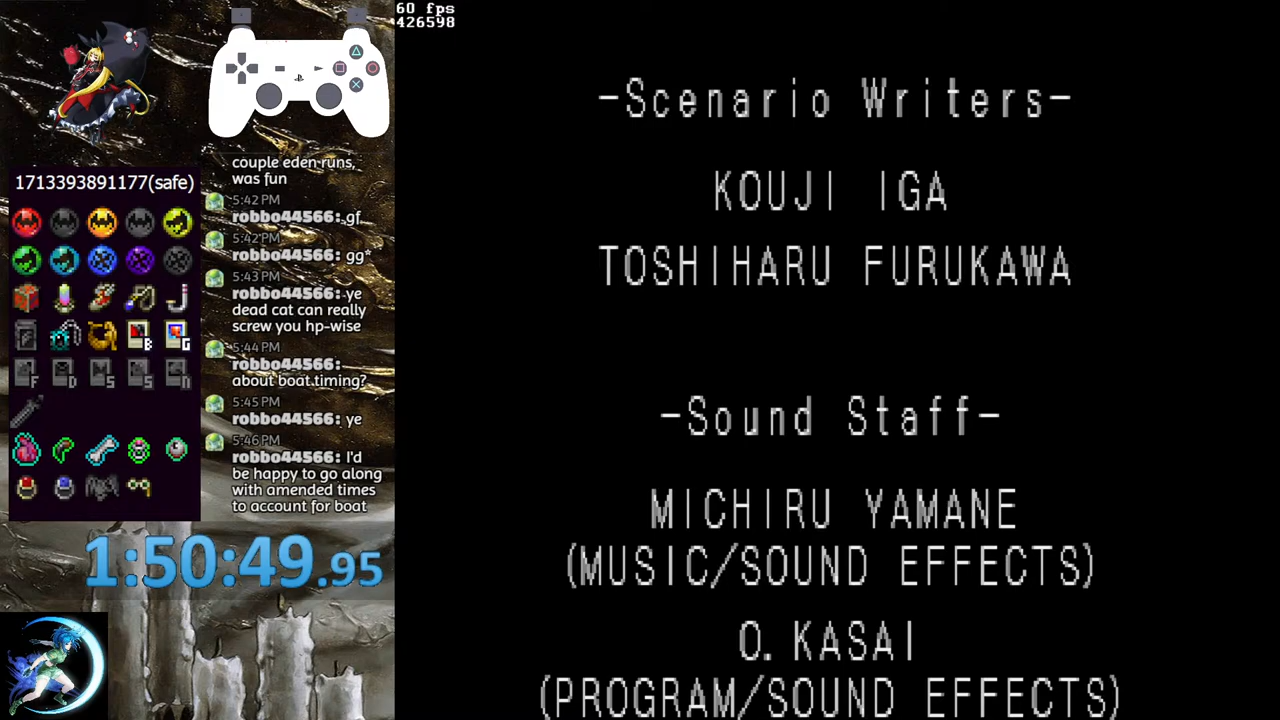 60 fps
426598
-Scenario Writers-
KOUJI IGA
TOSHIHARU FURUKAWA
-Sound Staff-
MICHIRU YAMANE
(MUSIC/SOUND EFFECTS)
O. KASAI
(PROGRAM/SOUND EFFECTS)
1713393891177(safe)
B
G
F
D
S
S
N
couple eden runs,
was fun
5:42 PM
robbo44566: gf
5:42 PM
robbo44566: gg*
5:43 PM
robbo44566: ye
dead cat can really
screw you hp-wise
5:44 PM
robbo44566:
about boat timing?
5:45 PM
robbo44566: ye
5:46 PM
robbo44566: I'd
be happy to go along
with amended times
to account for boat
1:50:49.95